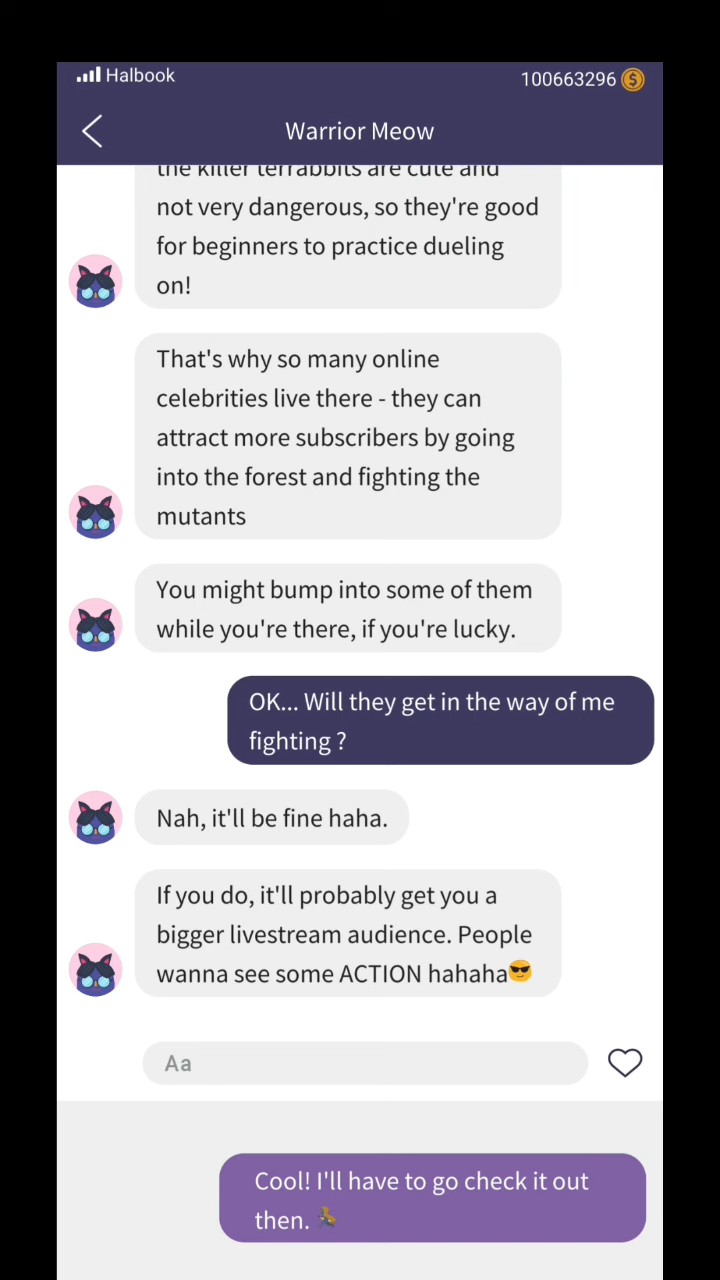 Halbook
100663296
Warrior Meow
the killer terrabbits are cute and
not very dangerous, so they're good
for beginners to practice dueling
on!
That's why so many online
celebrities live there - they can
attract more subscribers by going
into the forest and fighting the
mutants
You might bump into some of them
while you're there, if you're lucky.
OK... Will they get in the way of me
fighting ?
Nah, it'll be fine haha.
If you do, it'll probably get you a
bigger livestream audience. People
wanna see some ACTION hahaha😎
Aa
Cool! I'll have to go check it out
then.